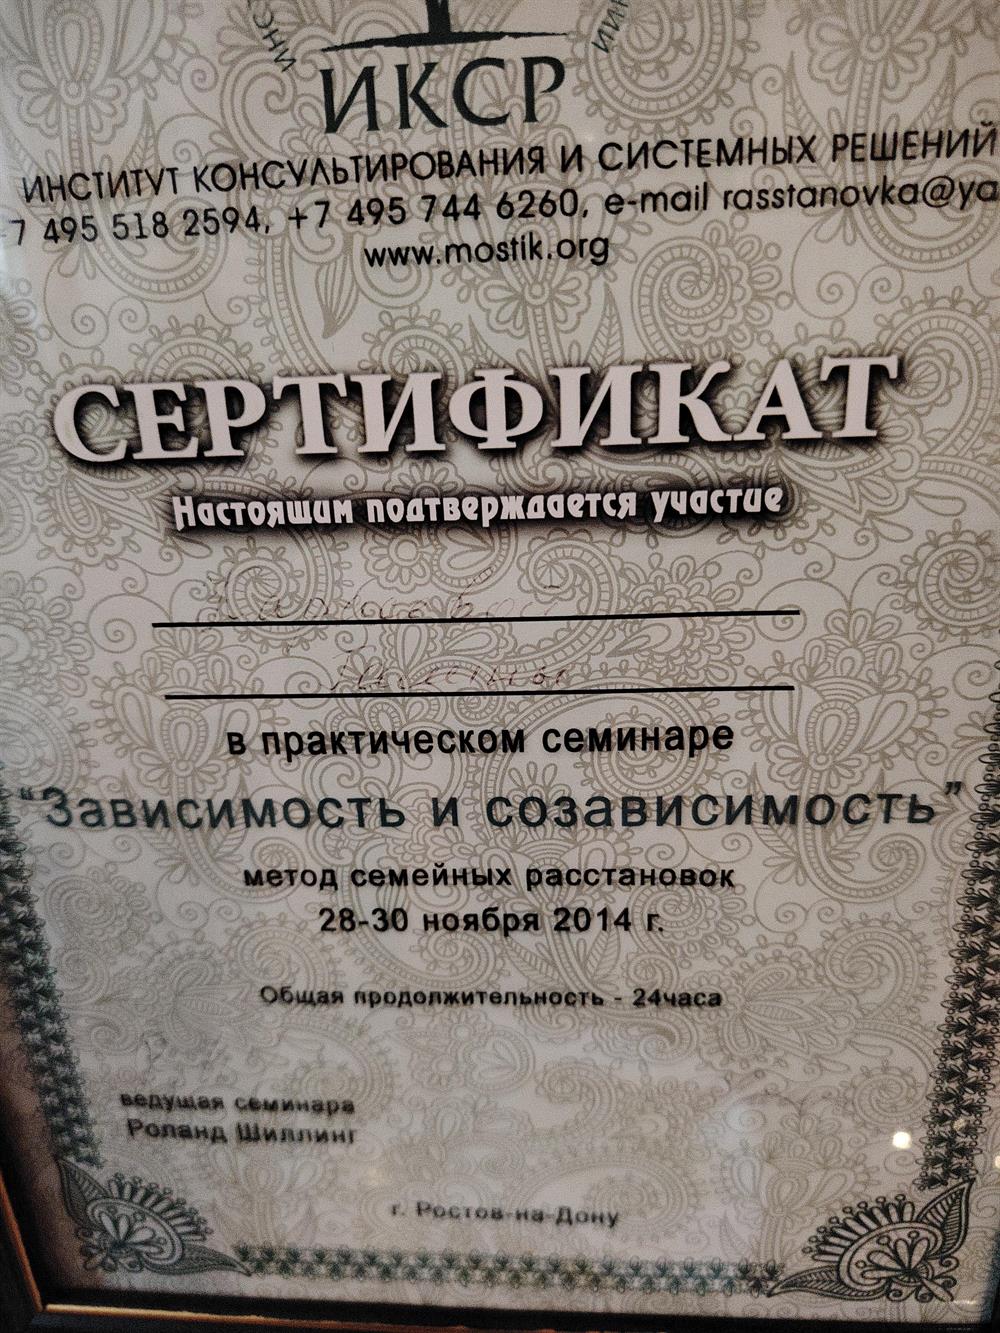 ИКСР
ИНСТИТУТ КОНСУЛЬТИРОВАНИЯ И СИСТЕМНЫХ РЕШЕНИЙ
7 495 518 2594, +7 495 744 6260, e-mail rasstanovka@ya
www.mostik.org
СЕРТИФИКАТ
Настоящим подтверждается участие
в практическом семинаре
“Зависимость и созависимость”
метод семейных расстановок
28-30 ноября 2014 г.
Общая продолжительность - 24часа
ведущая семинара
Роланд Шиллинг
г. Ростов-на-Дону